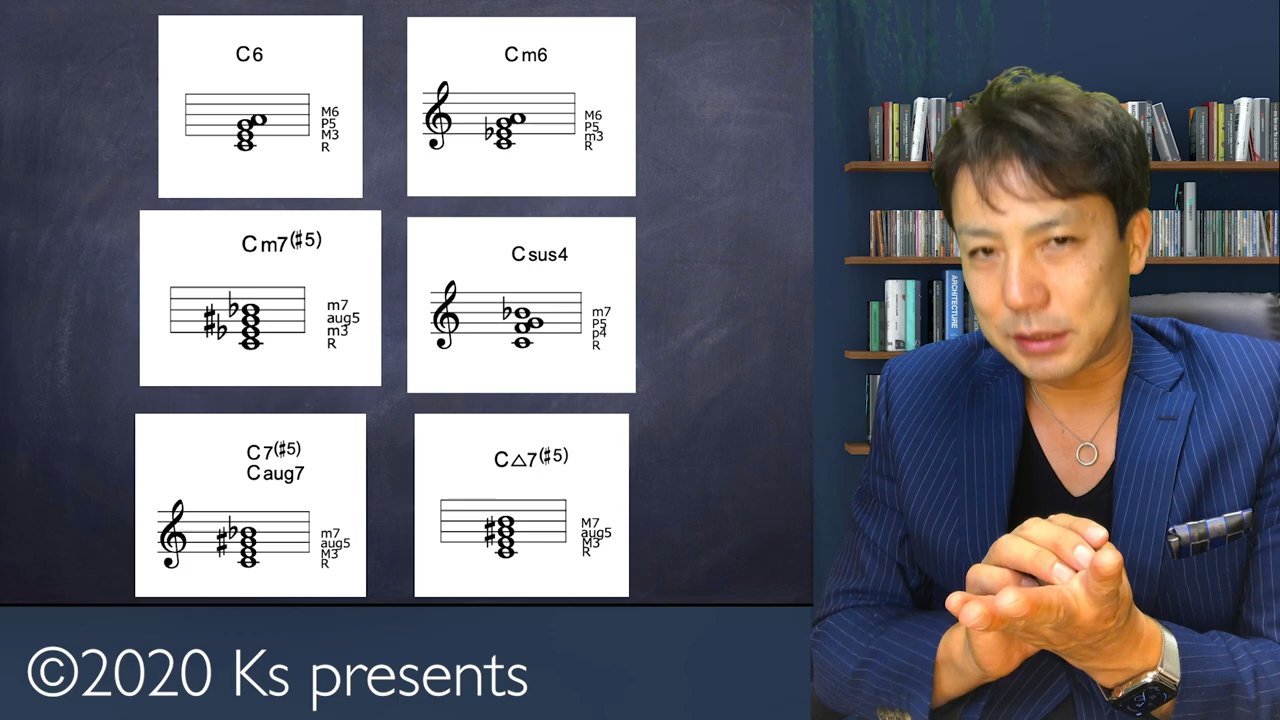 C6
M6
P5
M3
R
Cm6
M6
P5
m3
R
Cm7(♯5)
m7
aug5
m3
R
Csus4
m7
P5
P4
R
C7(♯5)
Caug7
m7
aug5
M3
R
C△7(♯5)
M7
aug5
M3
R
ARCHITECTURE
©2020 Ks presents